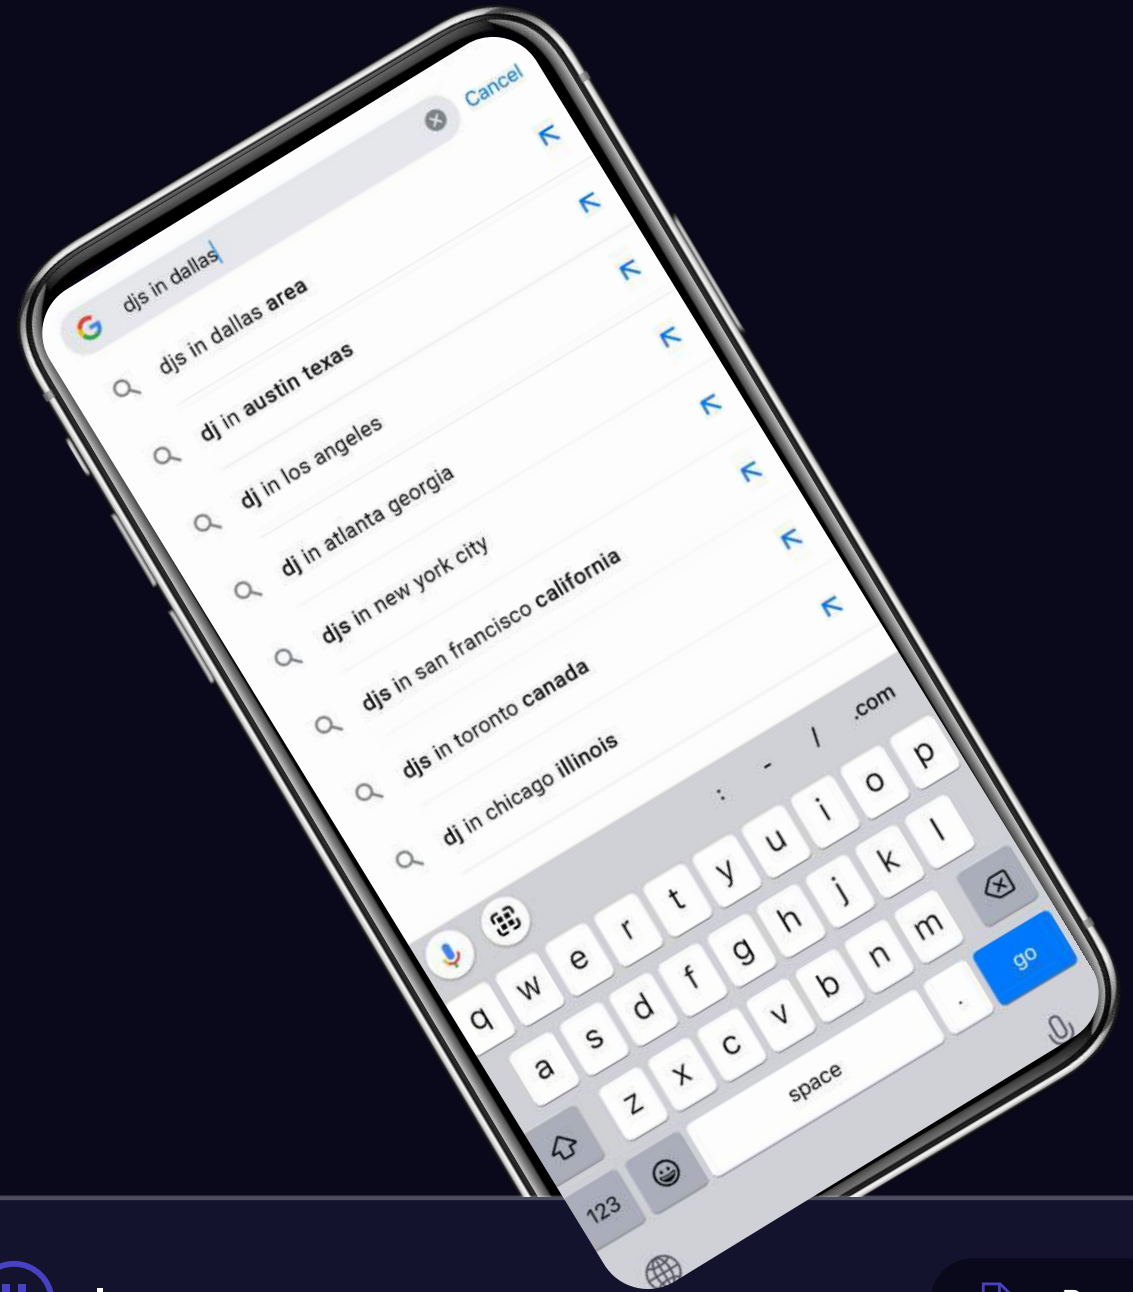 Cancel
djs in dallas
djs in dallas area
dj in austin texas
dj in los angeles
dj in atlanta georgia
djs in new york city
djs in san francisco california
djs in toronto canada
dj in chicago illinois
: - / .com
q w e r t y u i o p
a s d f g h j k l
z x c v b n m
123 space . go